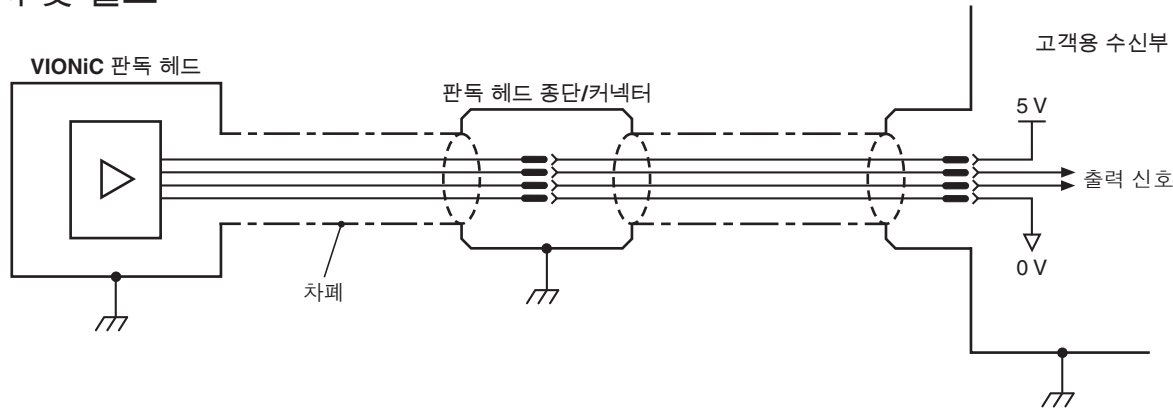 고객용 수신부
VIONiC 판독 헤드
판독 헤드 종단/커넥터
5 V
출력 신호
0 V
차폐